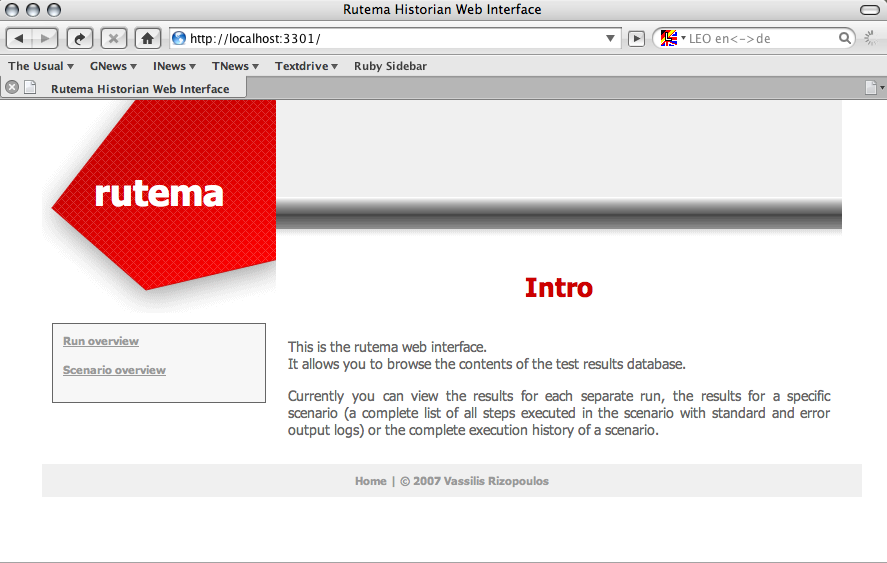 Rutema Historian Web Interface
http://localhost:3301/
LEO en<->de
The Usual GNews INews TNews Textdrive Ruby Sidebar
Rutema Historian Web Interface
rutema
Intro
Run overview
Scenario overview
This is the rutema web interface.
It allows you to browse the contents of the test results database.
Currently you can view the results for each separate run, the results for a specific
scenario (a complete list of all steps executed in the scenario with standard and error
output logs) or the complete execution history of a scenario.
Home | © 2007 Vassilis Rizopoulos